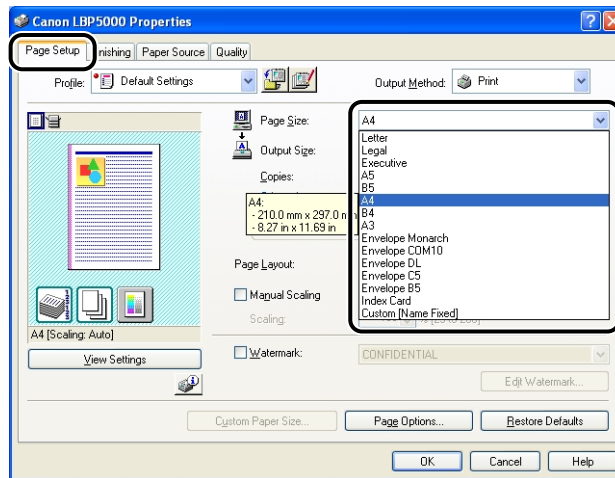 Canon LBP5000 Properties
Page Setup
Finishing
Paper Source
Quality
Profile:
Default Settings
Output Method:
Print
Page Size:
A4
Output Size:
Letter
Legal
Executive
A5
B5
A4
B4
A3
Envelope Monarch
Envelope COM10
Envelope DL
Envelope C5
Envelope B5
Index Card
Custom [Name Fixed]
Copies:
A4:
- 210.0 mm x 297.0 m
- 8.27 in x 11.69 in
Page Layout:
Manual Scaling
Scaling:
A4 [Scaling: Auto]
View Settings
Watermark:
CONFIDENTIAL
Edit Watermark...
Custom Paper Size...
Page Options...
Restore Defaults
OK
Cancel
Help